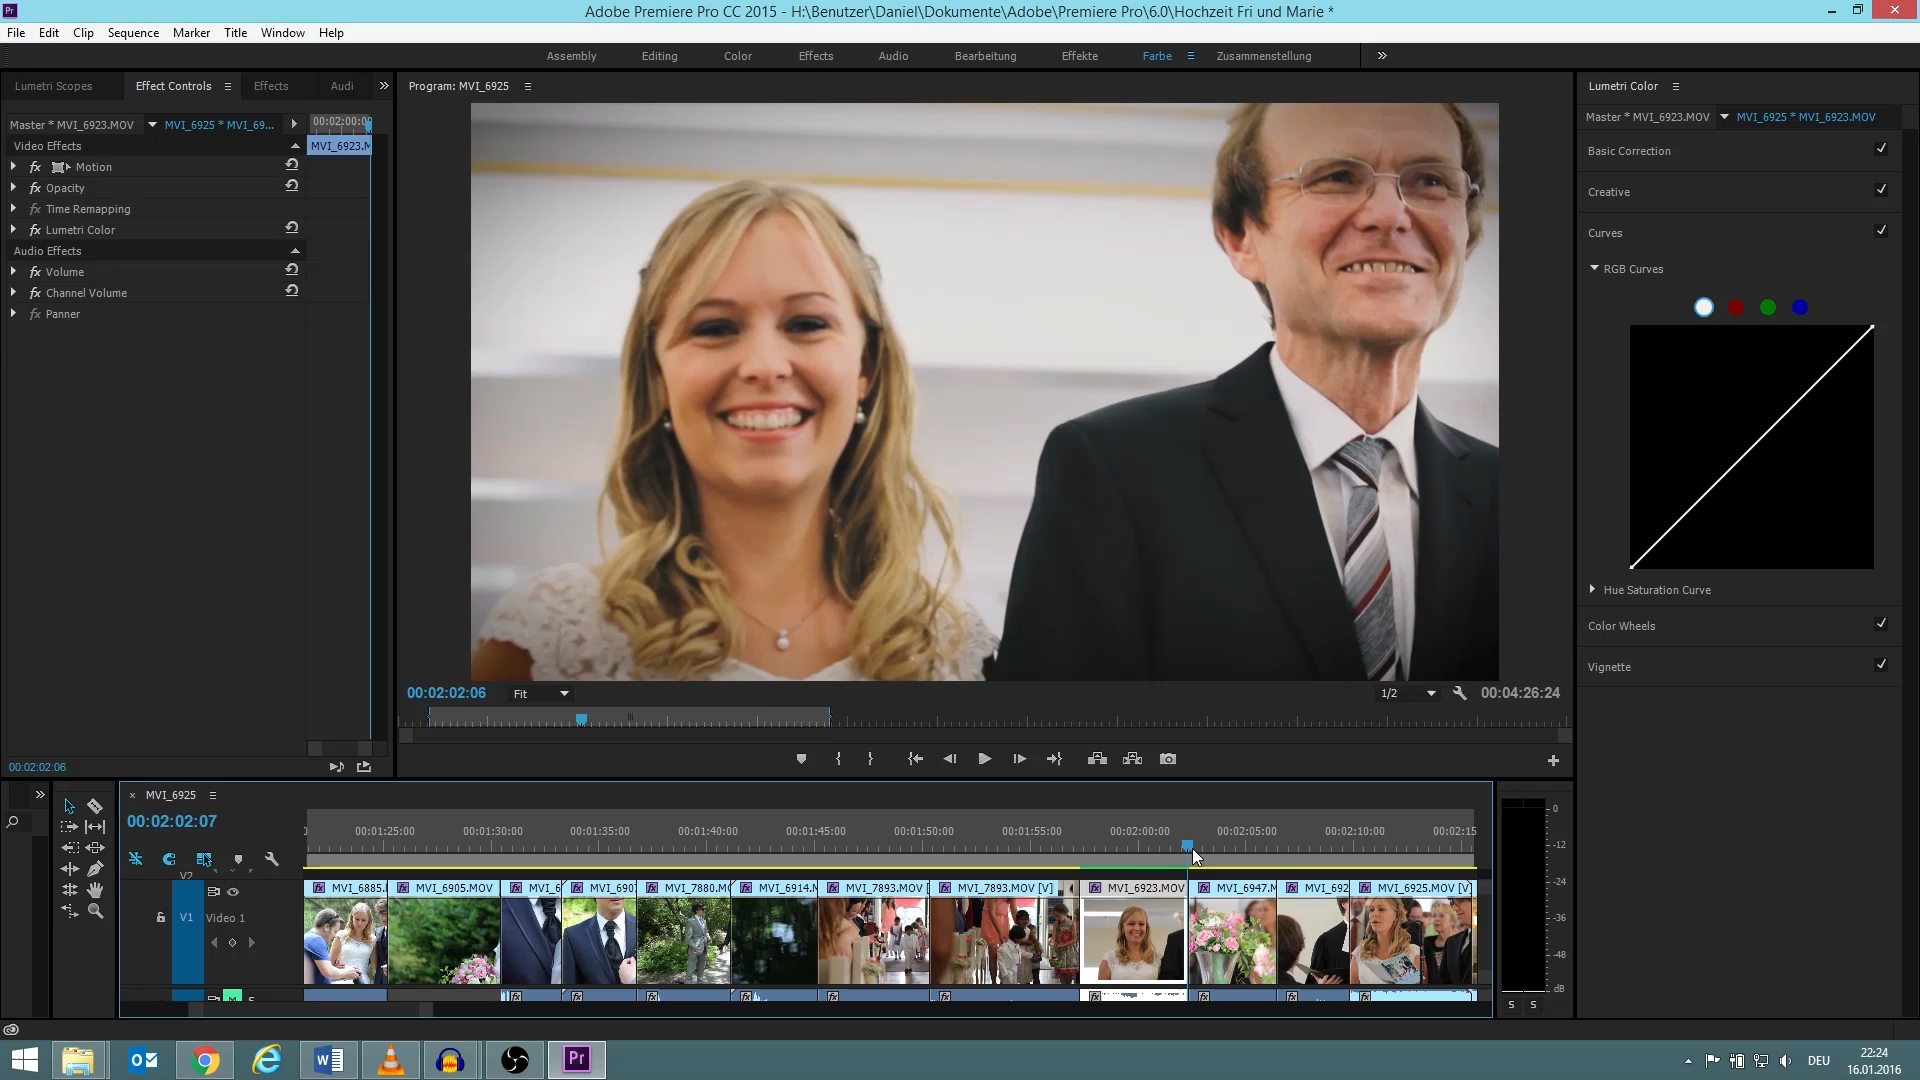 Adobe Premiere Pro CC 2015 - H:\Benutzer\Daniel\Dokumente\Adobe\Premiere Pro\6.0\Hochzeit Fri und Marie *
File Edit Clip Sequence Marker Title Window Help
Assembly Editing Color Effects Audio Bearbeitung Effekte Farbe Zusammenstellung
Lumetri Scopes Effect Controls Effects Audi
Program: MVI_6925
Lumetri Color
Master * MVI_6923.MOV MVI_6925 * MVI_69...
00:02:00:0
Master * MVI_6923.MOV MVI_6925 * MVI_6923.MOV
Video Effects
MVI_6923.M
fx Motion
fx Opacity
fx Time Remapping
fx Lumetri Color
Audio Effects
fx Volume
fx Channel Volume
fx Panner
Basic Correction
Creative
Curves
RGB Curves
Hue Saturation Curve
Color Wheels
Vignette
00:02:02:06 Fit 1/2 00:04:26:24
00:02:02:06
MVI_6925
00:02:02:07
00:01:25:00 00:01:30:00 00:01:35:00 00:01:40:00 00:01:45:00 00:01:50:00 00:01:55:00 00:02:00:00 00:02:05:00 00:02:10:00 00:02:15
V2
MVI_6885. MVI_6905.MOV MVI_6 MVI_690 MVI_7880.M MVI_6914.M MVI_7893.MOV [ MVI_7893.MOV [V] MVI_6923.MOV MVI_6947.M MVI_692 MVI_6925.MOV [V]
V1 Video 1
0
-12
-24
-36
-48
dB
S S
Pr
DEU
22:24
16.01.2016